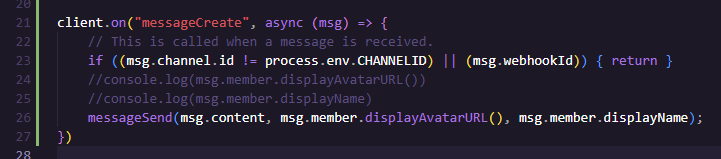 20
21 client.on("messageCreate", async (msg) => {
22 // This is called when a message is received.
23 if ((msg.channel.id != process.env.CHANNELID) || (msg.webhookId)) { return }
24 //console.log(msg.member.displayAvatarURL())
25 //console.log(msg.member.displayName)
26 messageSend(msg.content, msg.member.displayAvatarURL(), msg.member.displayName);
27 })
28